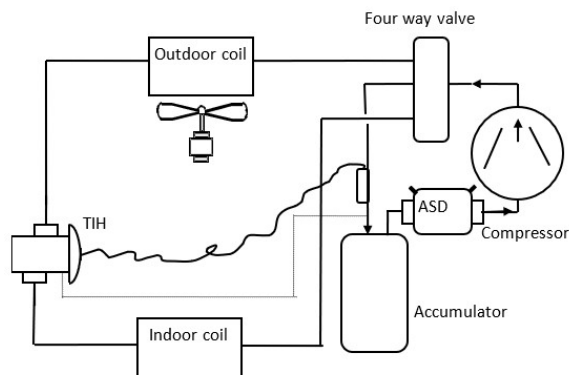 Four way valve
Outdoor coil
TIH
ASD
Compressor
Accumulator
Indoor coil